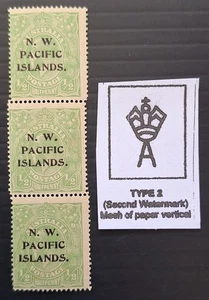 N. W.
PACIFIC
ISLANDS.
N. W.
PACIFIC
ISLANDS.
N. W.
PACIFIC
ISLANDS.
A
TYPE 2
(Second Watermark)
Mesh of paper vertical